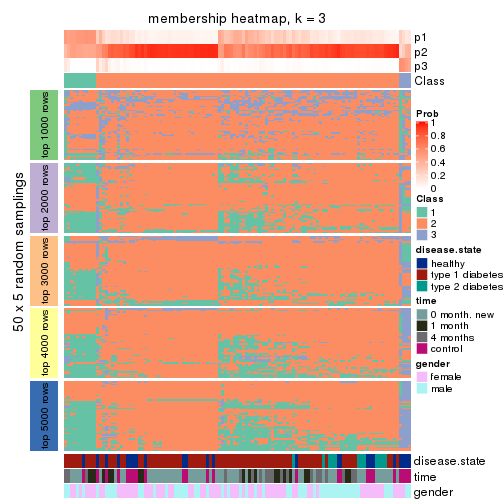 membership heatmap, k = 3
p1
p2
p3
Class
50 x 5 random samplings
top 1000 rows
top 2000 rows
top 3000 rows
top 4000 rows
top 5000 rows
Prob
1
0.8
0.6
0.4
0.2
0
Class
1
2
3
disease.state
healthy
type 1 diabetes
type 2 diabetes
time
0 month. new
1 month
4 months
control
gender
female
male
disease.state
time
gender